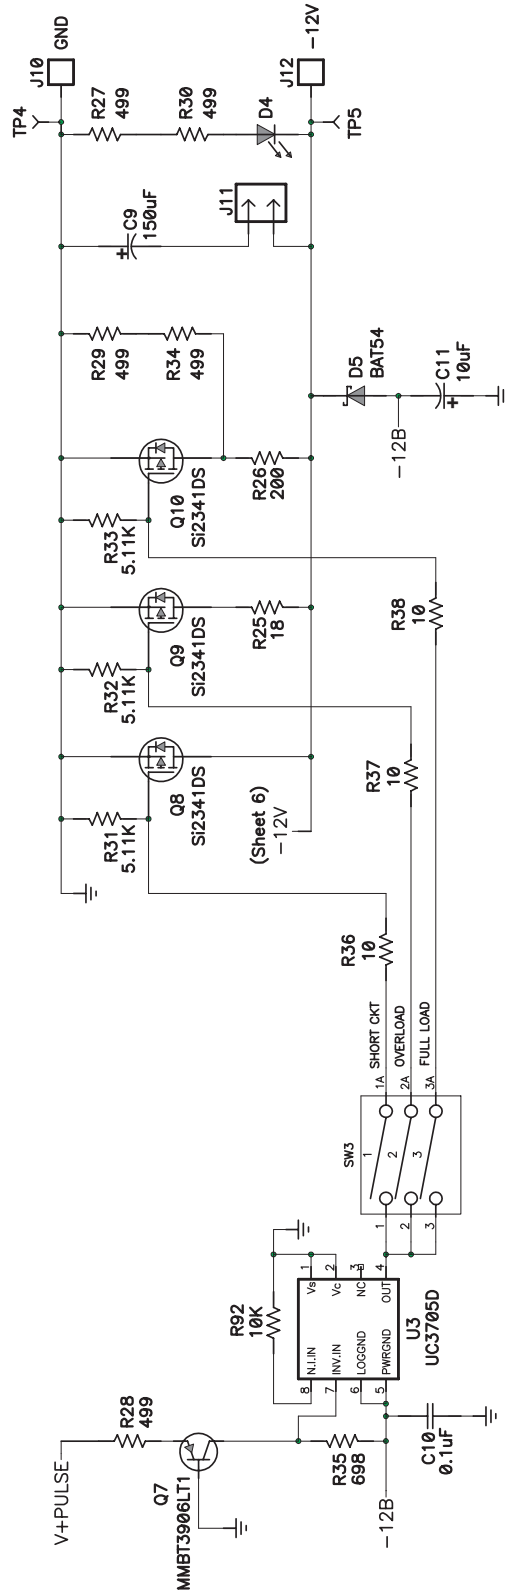 V+PULSE
R28
499
Q7
MMBT3906LT1
R35
698
-12B
C10
0.1uF
R92
10K
8
N.I.IN
7
INV.IN
6
LOGGND
5
PWRGND
Vs
1
Vc
2
NC
3
OUT
4
U3
UC3705D
SW3
1
2
3
1
2
3
1A
2A
3A
SHORT CKT
OVERLOAD
FULL LOAD
R36
10
R37
10
R38
10
R31
5.11K
Q8
Si2341DS
(Sheet 6)
-12V
R32
5.11K
Q9
Si2341DS
R25
18
R33
5.11K
Q10
Si2341DS
R26
200
R29
499
R34
499
D5
BAT54
-12B
C11
10uF
+
C9
150uF
+
J11
R27
499
R30
499
D4
TP4
TP5
J10
GND
J12
-12V